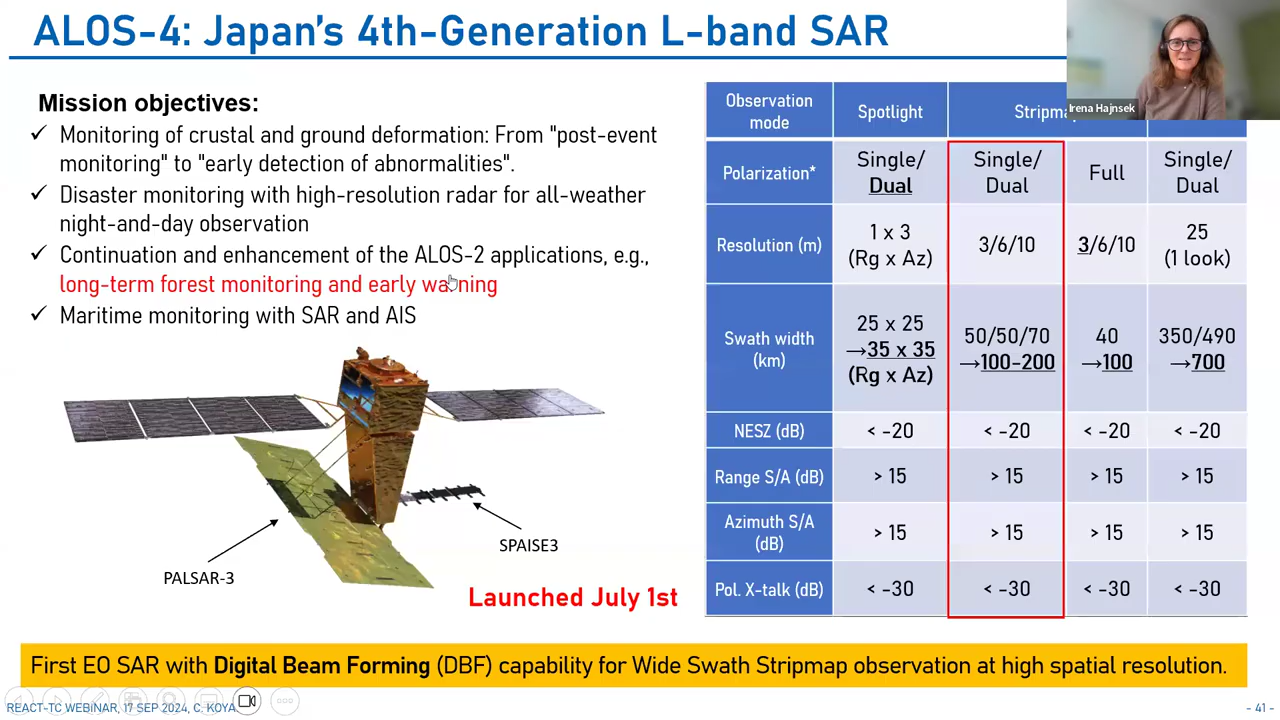 ALOS-4: Japan's 4th-Generation L-band SAR
Irena Hajnsek
Mission objectives:
✓ Monitoring of crustal and ground deformation: From "post-event
monitoring" to "early detection of abnormalities".
✓ Disaster monitoring with high-resolution radar for all-weather
night-and-day observation
✓ Continuation and enhancement of the ALOS-2 applications, e.g.,
long-term forest monitoring and early warning
✓ Maritime monitoring with SAR and AIS
PALSAR-3
SPAISE3
Launched July 1st
Observation
mode
Spotlight
Polarization*
Single/
Dual
Single/
Dual
Full
Single/
Dual
Resolution (m)
1 x 3
(Rg x Az)
3/6/10
3/6/10
25
(1 look)
Swath width
(km)
25 x 25
→35 x 35
(Rg x Az)
50/50/70
→100-200
40
→100
350/490
→700
NESZ (dB)
< -20
< -20
< -20
< -20
Range S/A (dB)
> 15
> 15
> 15
> 15
Azimuth S/A
(dB)
> 15
> 15
> 15
> 15
Pol. X-talk (dB)
< -30
< -30
< -30
< -30
First EO SAR with Digital Beam Forming (DBF) capability for Wide Swath Stripmap observation at high spatial resolution.
REACT-TC WEBINAR, 17 SEP 2024, C. KOYA
- 41 -